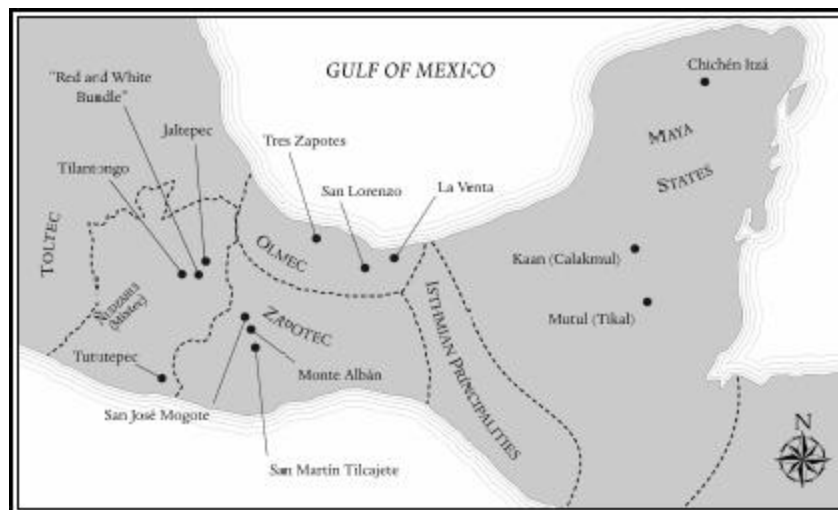 GULF OF MEXICO
Chichén Itzá
"Red and White
Bundle"
Jaltepec
Tres Zapotes
MAYA
STATES
Tilantongo
San Lorenzo
La Venta
TOLTEC
OLMEC
Kaan (Calakmul)
(Mixtec)
ZAPOTEC
ISTHMIAN PRINCIPALITIES
Mutul (Tikal)
Tututepec
Monte Albán
San José Mogote
San Martín Tilcajete
N